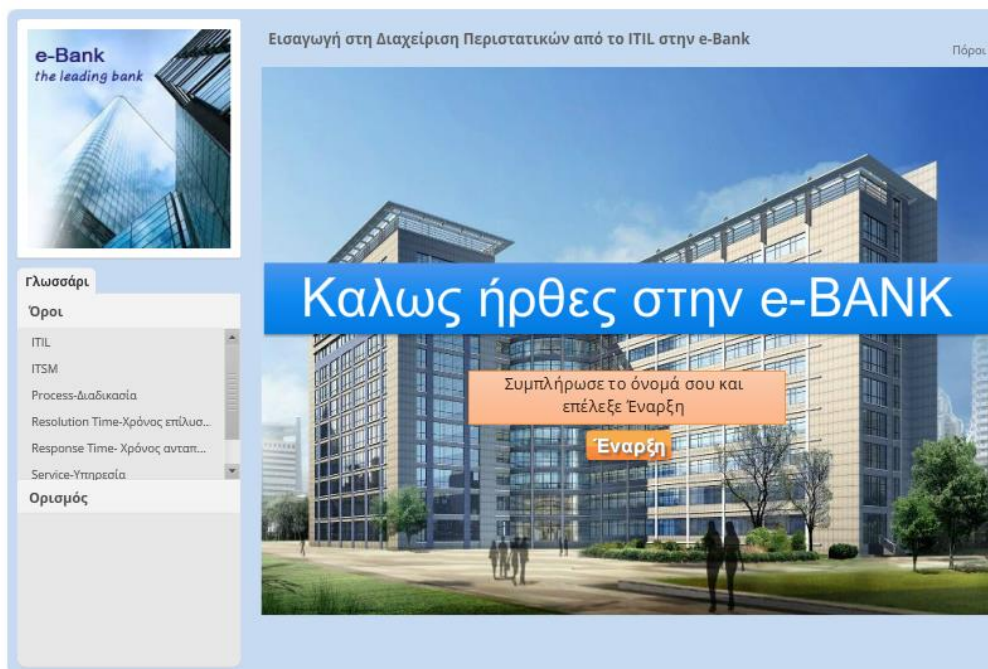 e-Bank
the leading bank
Εισαγωγή στη Διαχείριση Περιστατικών από το ITIL στην e-Bank
Πόροι
Γλωσσάρι
Όροι
ITIL
ITSM
Process-Διαδικασία
Resolution Time-Χρόνος επίλυσ...
Response Time- Χρόνος ανταπ...
Service-Υπηρεσία
Ορισμός
Καλως ήρθες στην e-BANK
Συμπλήρωσε το όνομά σου και
επέλεξε Έναρξη
Έναρξη